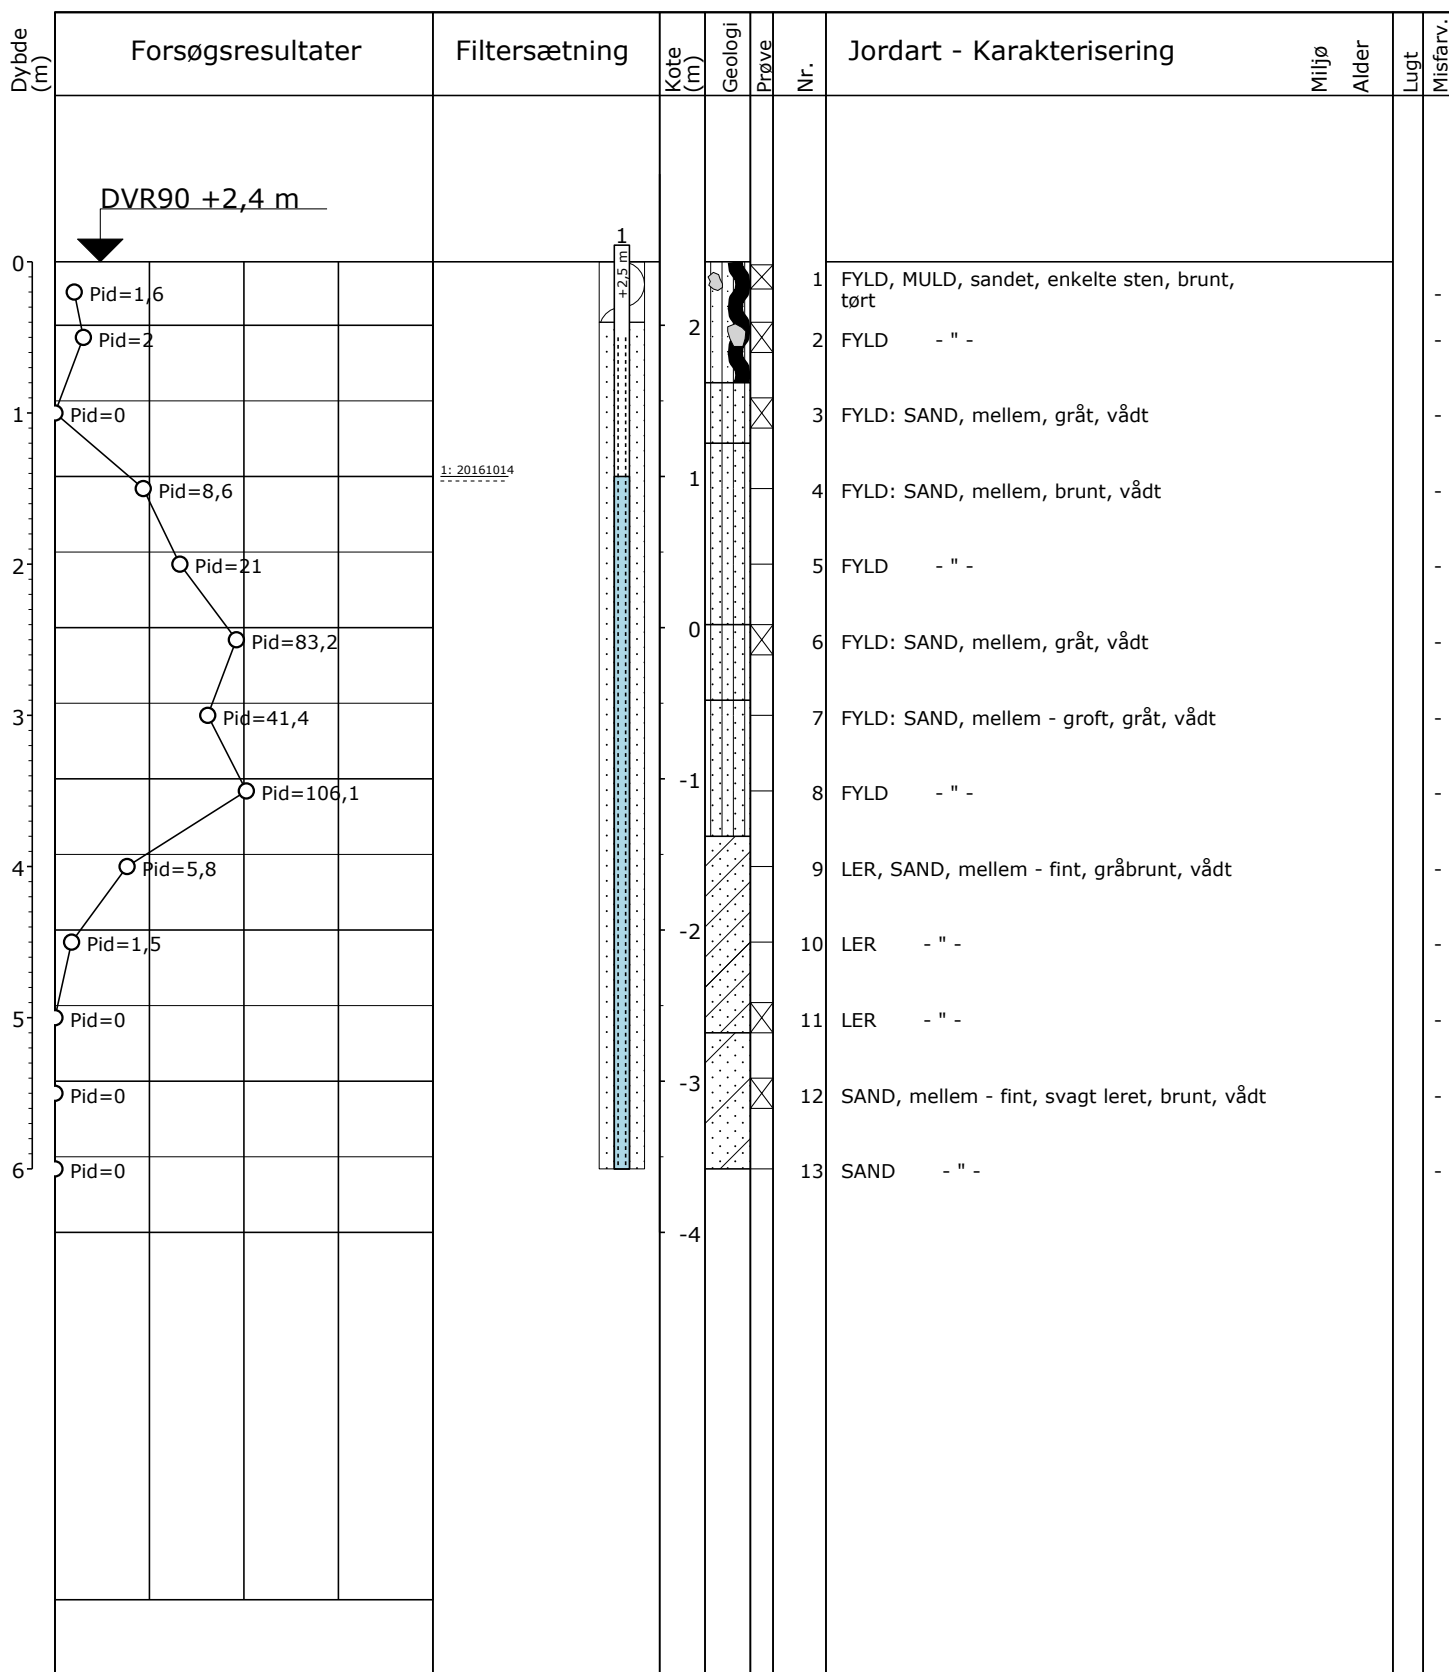 Dybde (m)
Forsøgsresultater
Filtersætning
Kote (m)
Geologi
Prøve
Nr.
Jordart - Karakterisering
Miljø
Alder
Lugt
Misfarv.
DVR90 +2,4 m
1
+2,5 m
0
Pid=1,6
1 FYLD, MULD, sandet, enkelte sten, brunt,
tørt -
2
Pid=2
2 FYLD - " - -
1
Pid=0
3 FYLD: SAND, mellem, gråt, vådt -
1: 20161014
1
Pid=8,6
4 FYLD: SAND, mellem, brunt, vådt -
2
Pid=21
5 FYLD - " - -
0
Pid=83,2
6 FYLD: SAND, mellem, gråt, vådt -
3
Pid=41,4
7 FYLD: SAND, mellem - groft, gråt, vådt -
-1
Pid=106,1
8 FYLD - " - -
4
Pid=5,8
9 LER, SAND, mellem - fint, gråbrunt, vådt -
-2
Pid=1,5
10 LER - " - -
5
Pid=0
11 LER - " - -
-3
Pid=0
12 SAND, mellem - fint, svagt leret, brunt, vådt -
6
Pid=0
13 SAND - " - -
-4